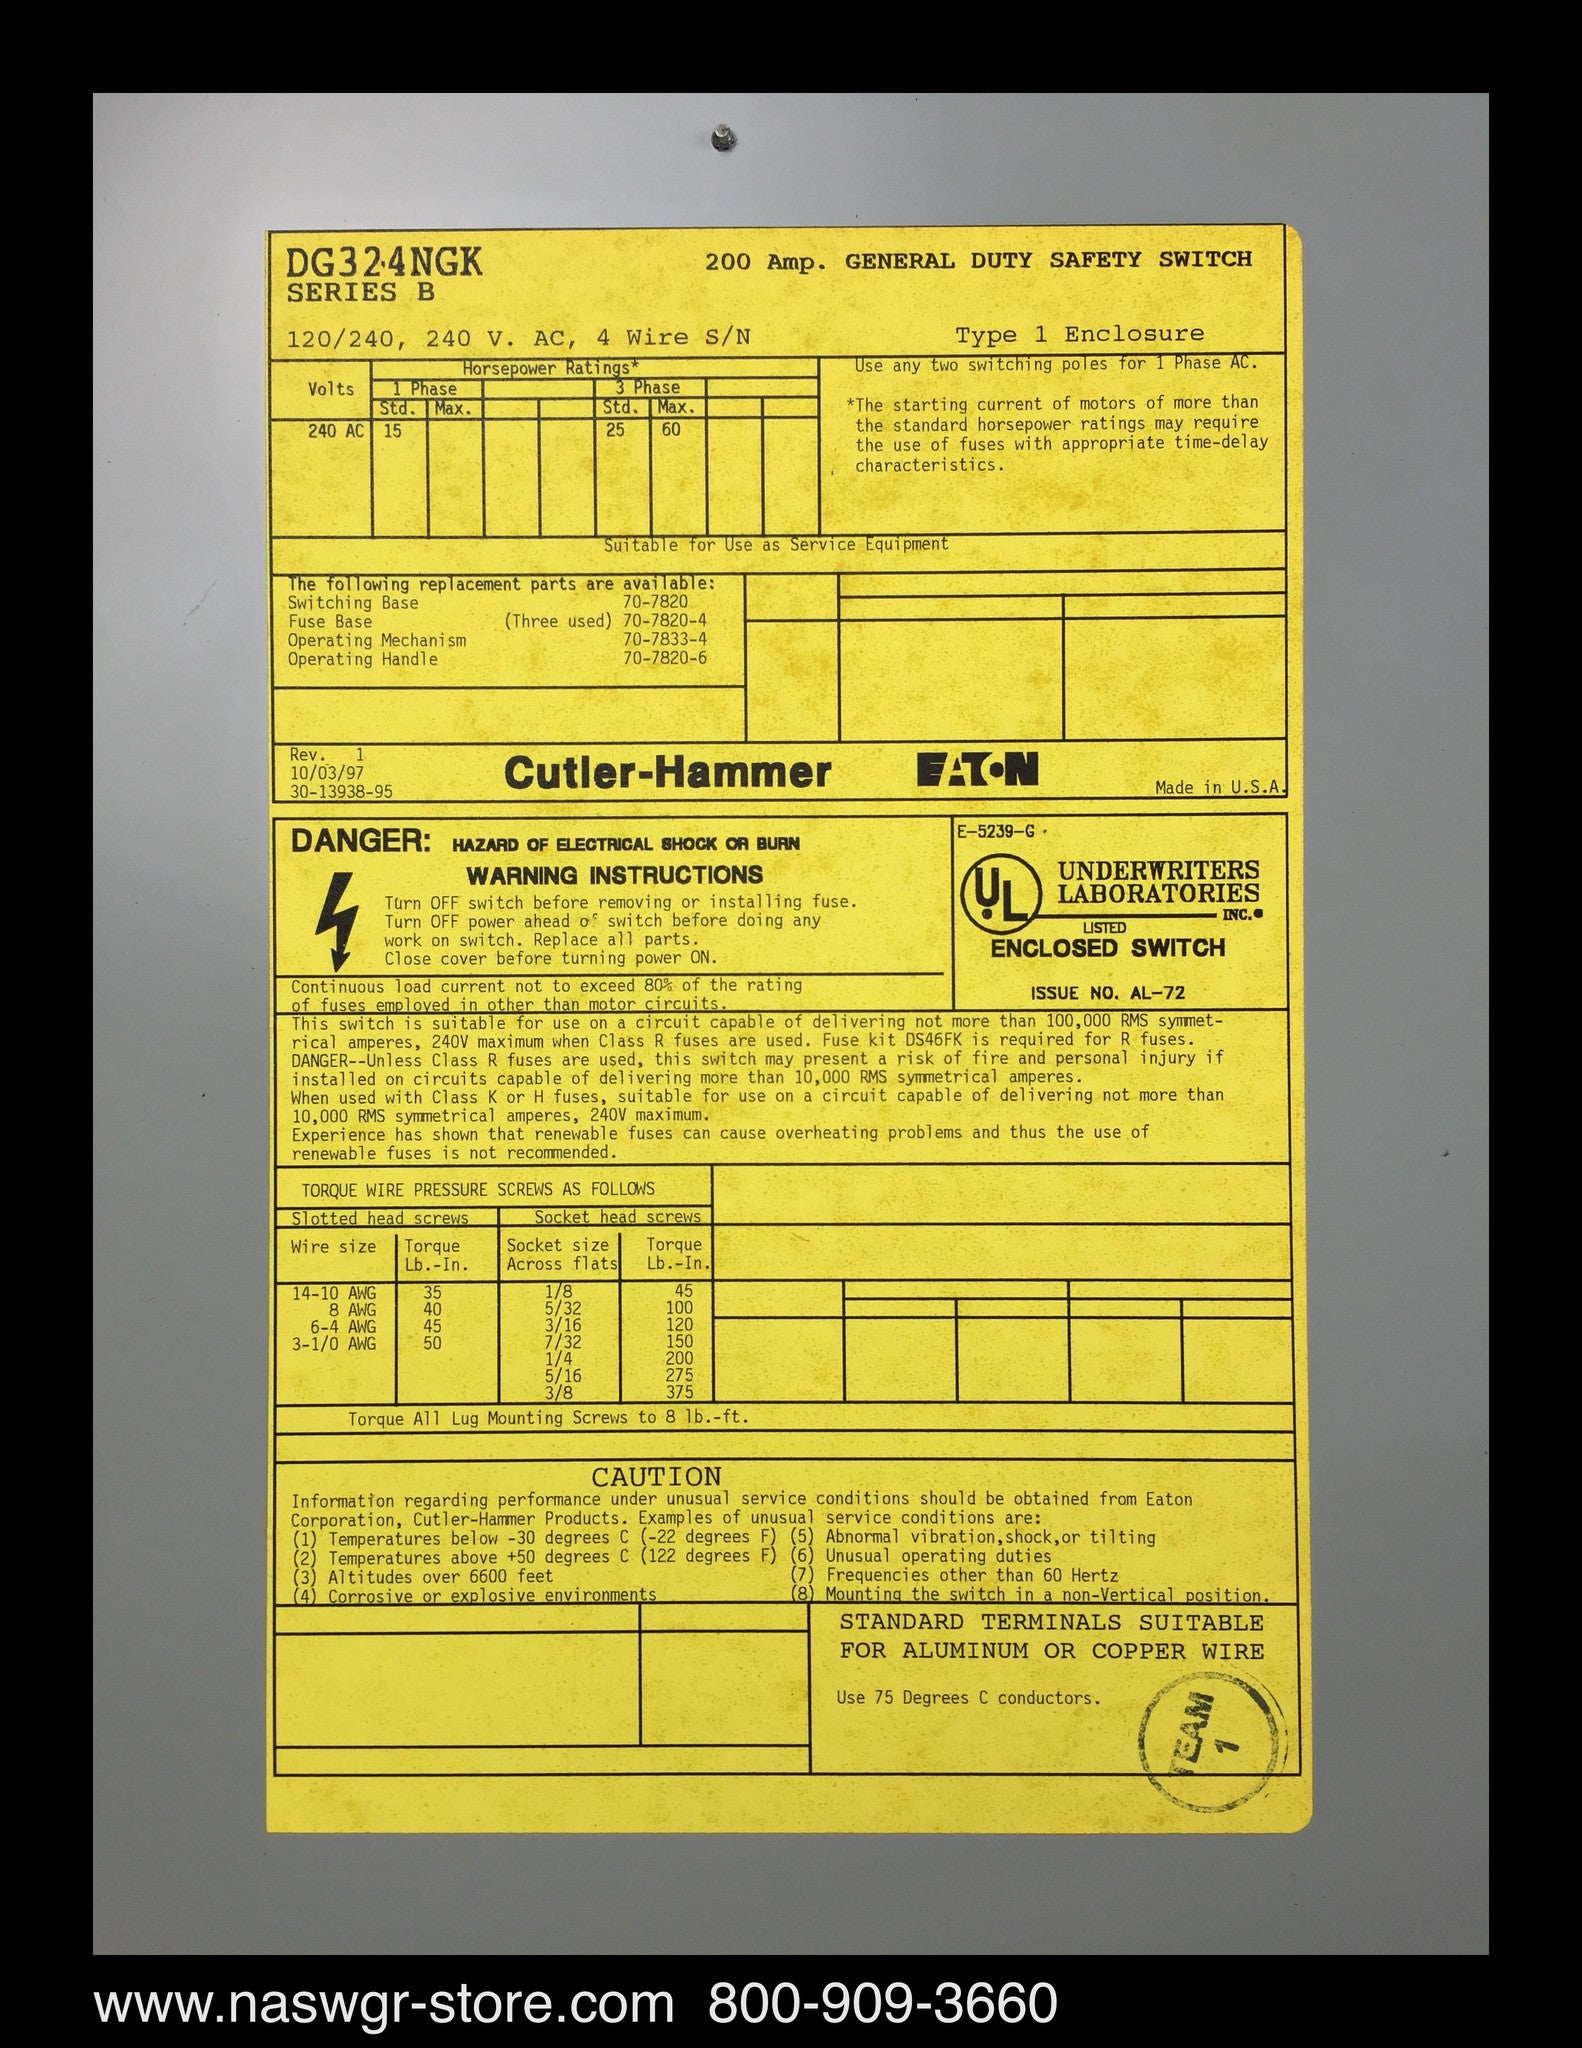 DG324NGK
SERIES B
200 Amp. GENERAL DUTY SAFETY SWITCH
120/240, 240 V. AC, 4 Wire S/N
Type 1 Enclosure
Horsepower Ratings*
Volts
1 Phase
3 Phase
Std. Max.
Std. Max.
240 AC 15 25 60
Use any two switching poles for 1 Phase AC.
*The starting current of motors of more than
the standard horsepower ratings may require
the use of fuses with appropriate time-delay
characteristics.
Suitable for Use as Service Equipment
The following replacement parts are available:
Switching Base 70-7820
Fuse Base (Three used) 70-7820-4
Operating Mechanism 70-7833-4
Operating Handle 70-7820-6
Rev. 1
10/03/97
30-13938-95
Cutler-Hammer
EATON
Made in U.S.A.
DANGER: HAZARD OF ELECTRICAL SHOCK OR BURN
WARNING INSTRUCTIONS
Turn OFF switch before removing or installing fuse.
Turn OFF power ahead of switch before doing any
work on switch. Replace all parts.
Close cover before turning power ON.
Continuous load current not to exceed 80% of the rating
of fuses employed in other than motor circuits.
E-5239-G
UL
UNDERWRITERS
LABORATORIES
INC.®
LISTED
ENCLOSED SWITCH
ISSUE NO. AL-72
This switch is suitable for use on a circuit capable of delivering not more than 100,000 RMS symmet-
rical amperes, 240V maximum when Class R fuses are used. Fuse kit DS46FK is required for R fuses.
DANGER--Unless Class R fuses are used, this switch may present a risk of fire and personal injury if
installed on circuits capable of delivering more than 10,000 RMS symmetrical amperes.
When used with Class K or H fuses, suitable for use on a circuit capable of delivering not more than
10,000 RMS symmetrical amperes, 240V maximum.
Experience has shown that renewable fuses can cause overheating problems and thus the use of
renewable fuses is not recommended.
TORQUE WIRE PRESSURE SCREWS AS FOLLOWS
Slotted head screws Socket head screws
Wire size Torque Socket size Torque
Lb.-In. Across flats Lb.-In.
14-10 AWG 35 1/8 45
8 AWG 40 5/32 100
6-4 AWG 45 3/16 120
3-1/0 AWG 50 7/32 150
1/4 200
5/16 275
3/8 375
Torque All Lug Mounting Screws to 8 lb.-ft.
CAUTION
Information regarding performance under unusual service conditions should be obtained from Eaton
Corporation, Cutler-Hammer Products. Examples of unusual service conditions are:
(1) Temperatures below -30 degrees C (-22 degrees F) (5) Abnormal vibration,shock,or tilting
(2) Temperatures above +50 degrees C (122 degrees F) (6) Unusual operating duties
(3) Altitudes over 6600 feet (7) Frequencies other than 60 Hertz
(4) Corrosive or explosive environments (8) Mounting the switch in a non-Vertical position.
STANDARD TERMINALS SUITABLE
FOR ALUMINUM OR COPPER WIRE
Use 75 Degrees C conductors.
TEAM
1
www.naswgr-store.com 800-909-3660